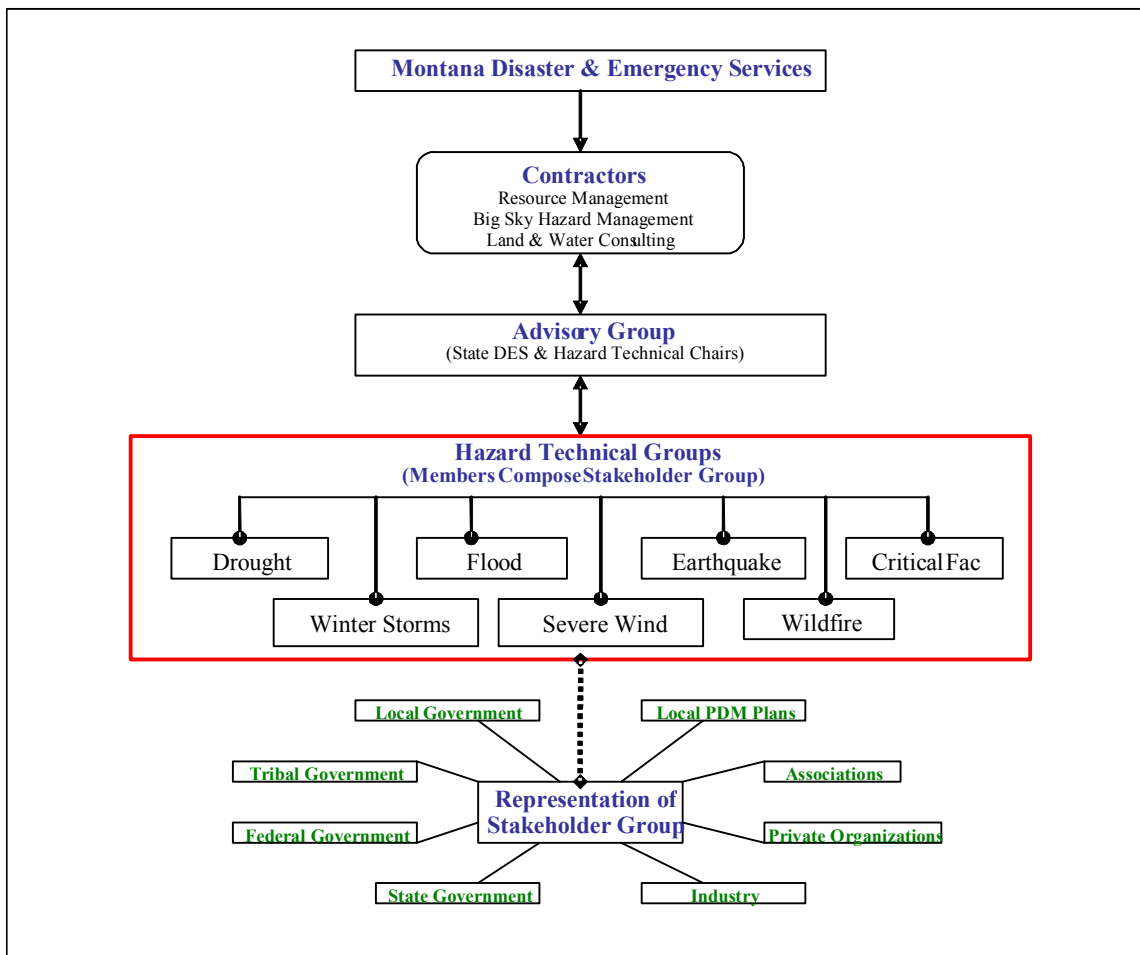 Montana Disaster & Emergency Services
Contractors
Resource Management
Big Sky Hazard Management
Land & Water Consulting
Advisory Group
(State DES & Hazard Technical Chairs)
Hazard Technical Groups
(Members Compose Stakeholder Group)
Drought
Flood
Earthquake
Critical Fac
Winter Storms
Severe Wind
Wildfire
Local Government
Local PDM Plans
Tribal Government
Associations
Representation of
Stakeholder Group
Federal Government
Private Organizations
State Government
Industry